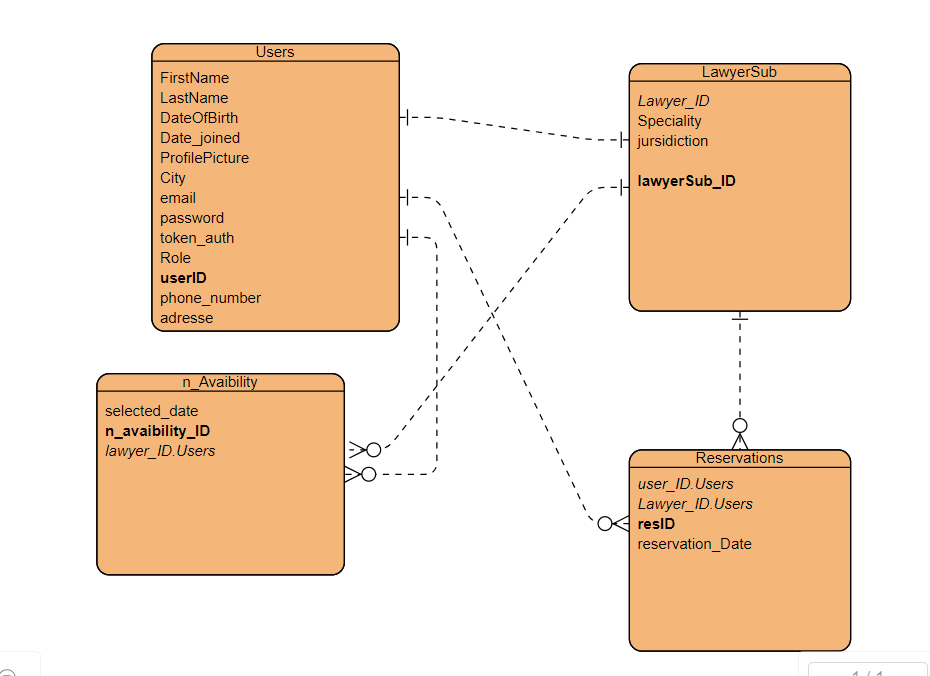 Users
FirstName
LastName
DateOfBirth
Date_joined
ProfilePicture
City
email
password
token_auth
Role
userID
phone_number
adresse
LawyerSub
Lawyer_ID
Speciality
jursidiction
lawyerSub_ID
n_Avaibility
selected_date
n_avaibility_ID
lawyer_ID.Users
Reservations
user_ID.Users
Lawyer_ID.Users
resID
reservation_Date